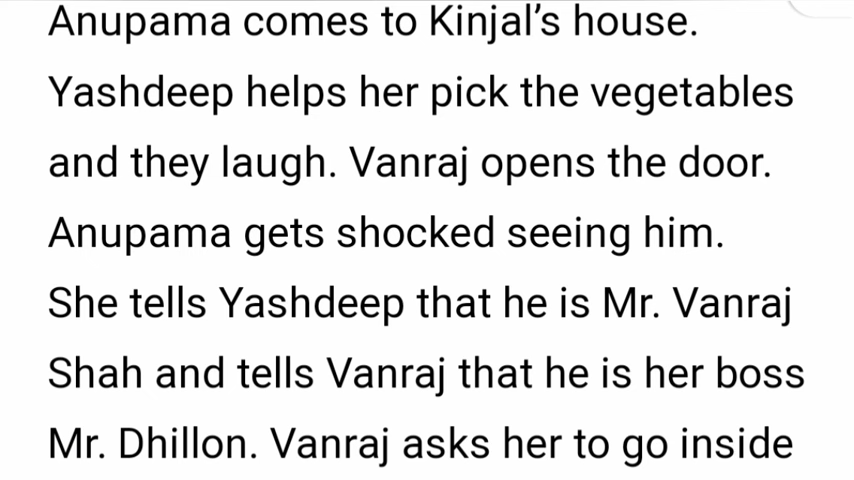 Anupama comes to Kinjal’s house.
Yashdeep helps her pick the vegetables
and they laugh. Vanraj opens the door.
Anupama gets shocked seeing him.
She tells Yashdeep that he is Mr. Vanraj
Shah and tells Vanraj that he is her boss
Mr. Dhillon. Vanraj asks her to go inside